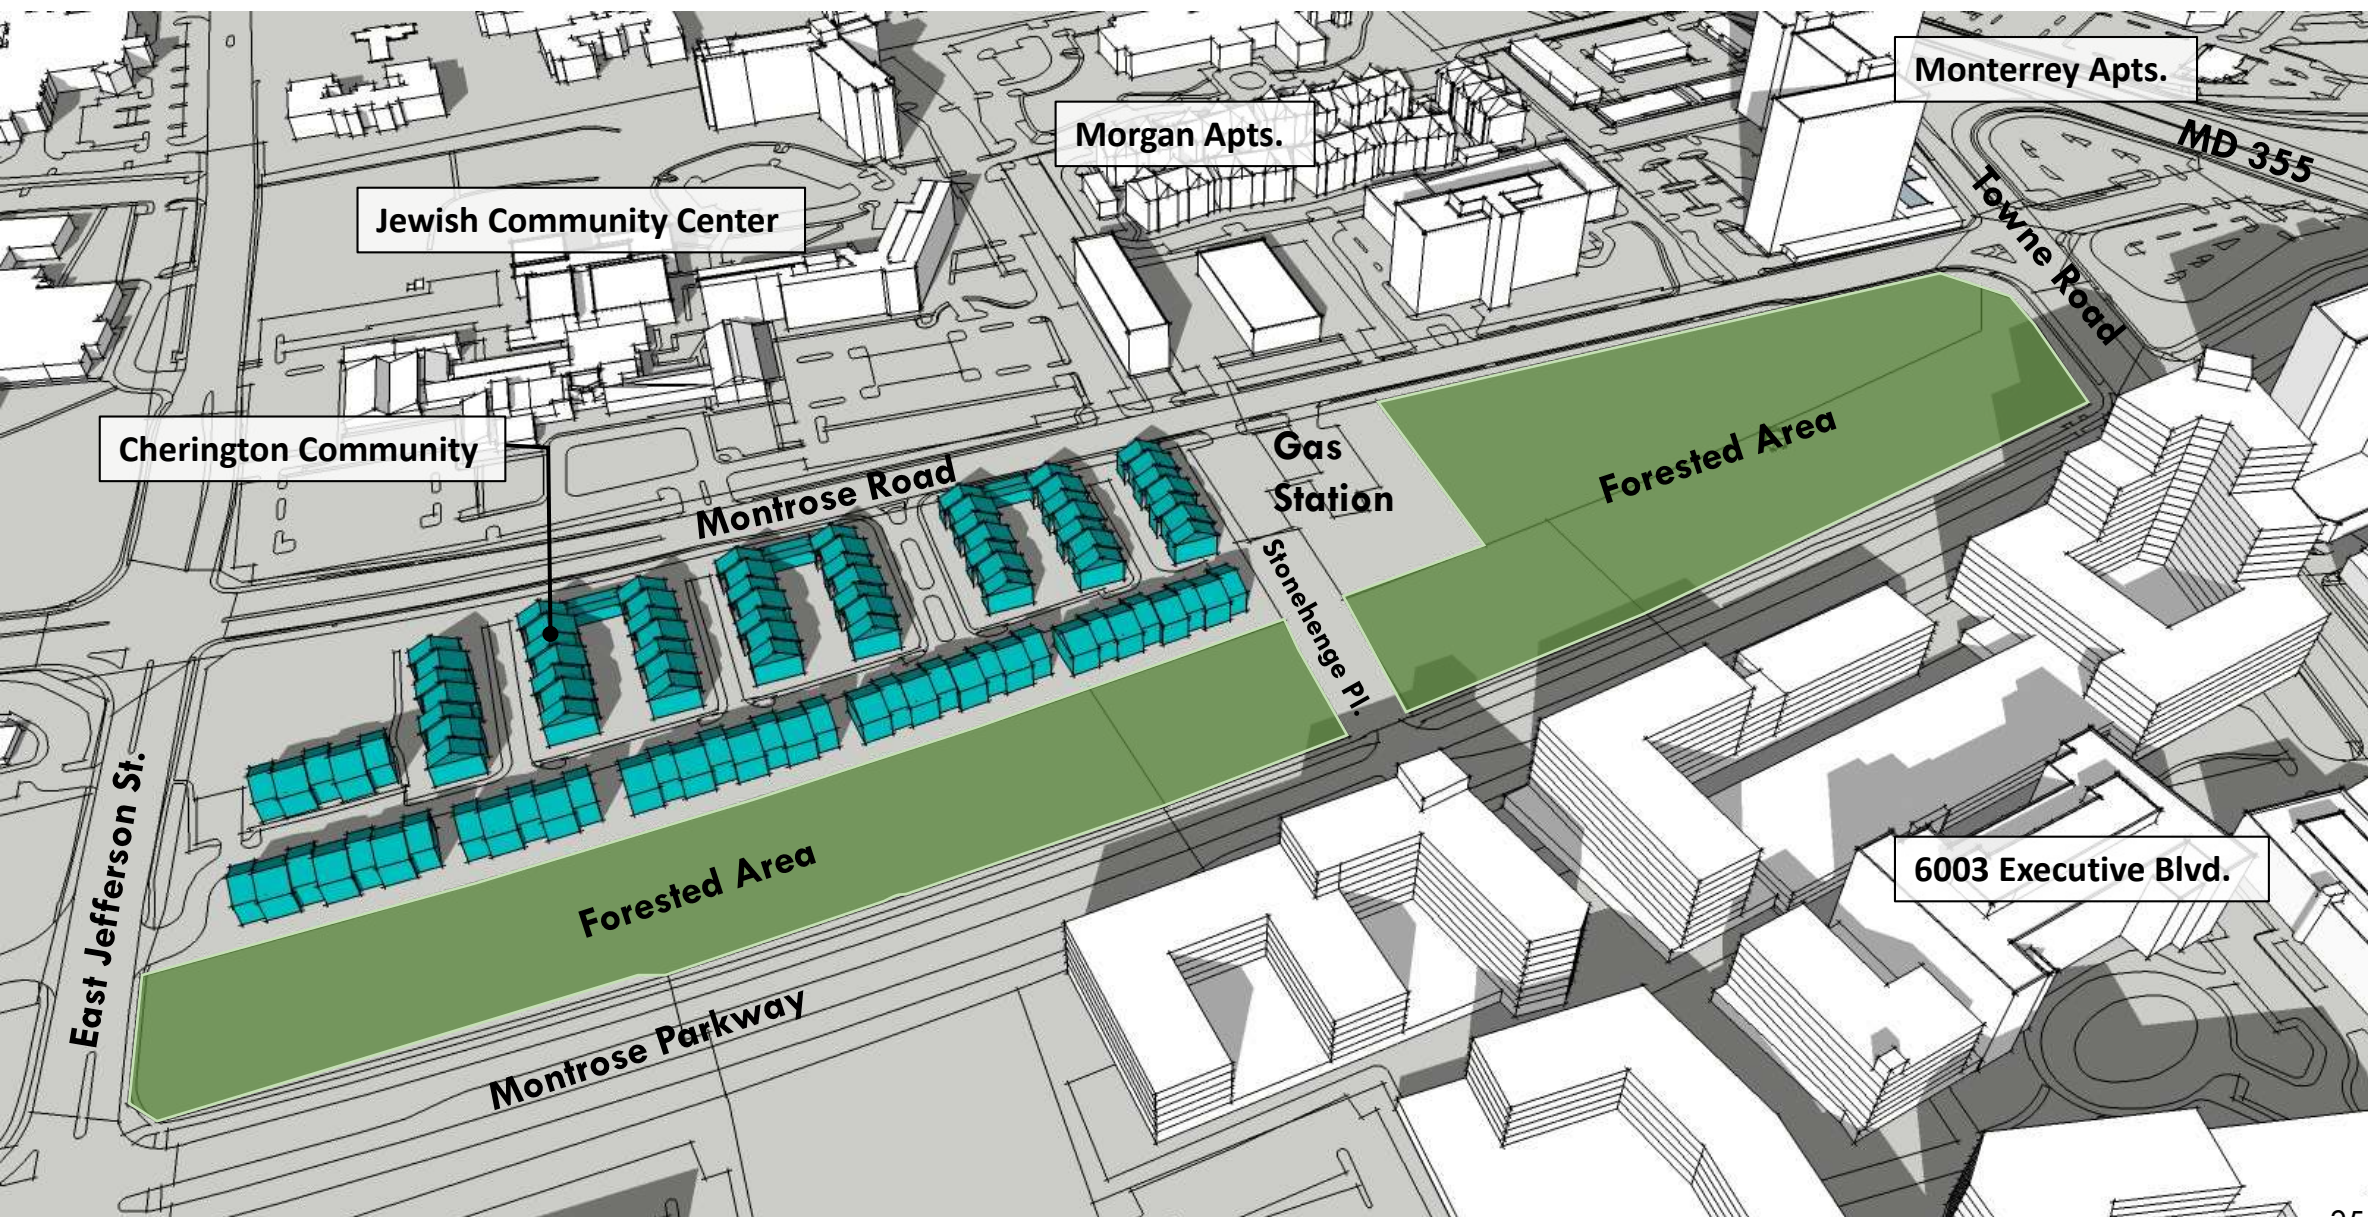 Monterrey Apts.
Morgan Apts.
MD 355
Jewish Community Center
Towne Road
Cherington Community
Montrose Road
Gas
Station
Forested Area
Stonehenge Pl.
East Jefferson St.
Forested Area
6003 Executive Blvd.
Montrose Parkway